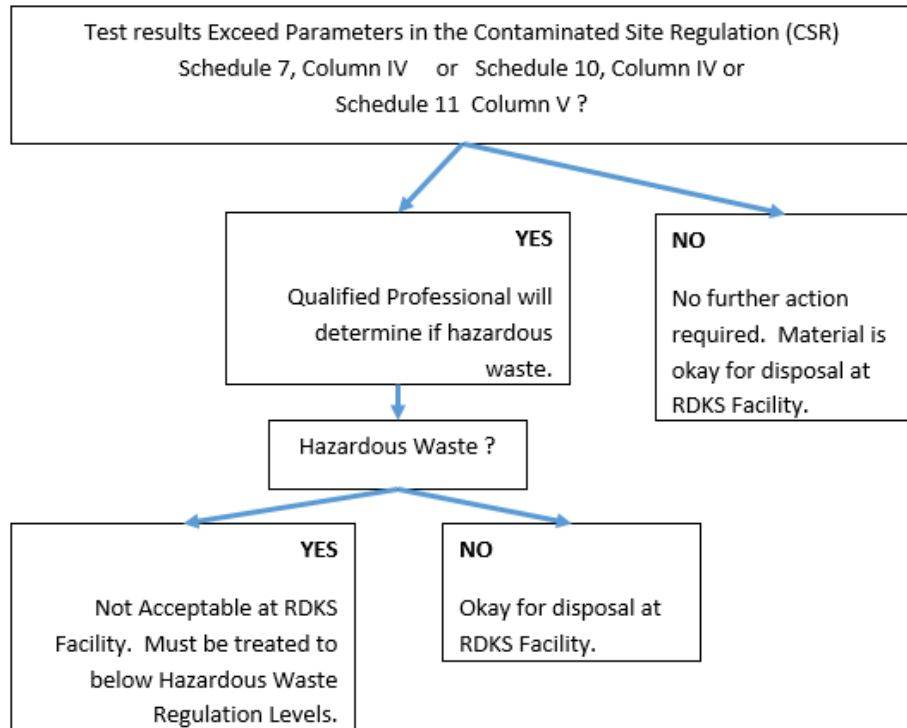 Test results Exceed Parameters in the Contaminated Site Regulation (CSR)
Schedule 7, Column IV or Schedule 10, Column IV or
Schedule 11 Column V ?
YES
Qualified Professional will
determine if hazardous
waste.
NO
No further action
required. Material is
okay for disposal at
RDKS Facility.
Hazardous Waste ?
YES
Not Acceptable at RDKS
Facility. Must be treated to
below Hazardous Waste
Regulation Levels.
NO
Okay for disposal at
RDKS Facility.